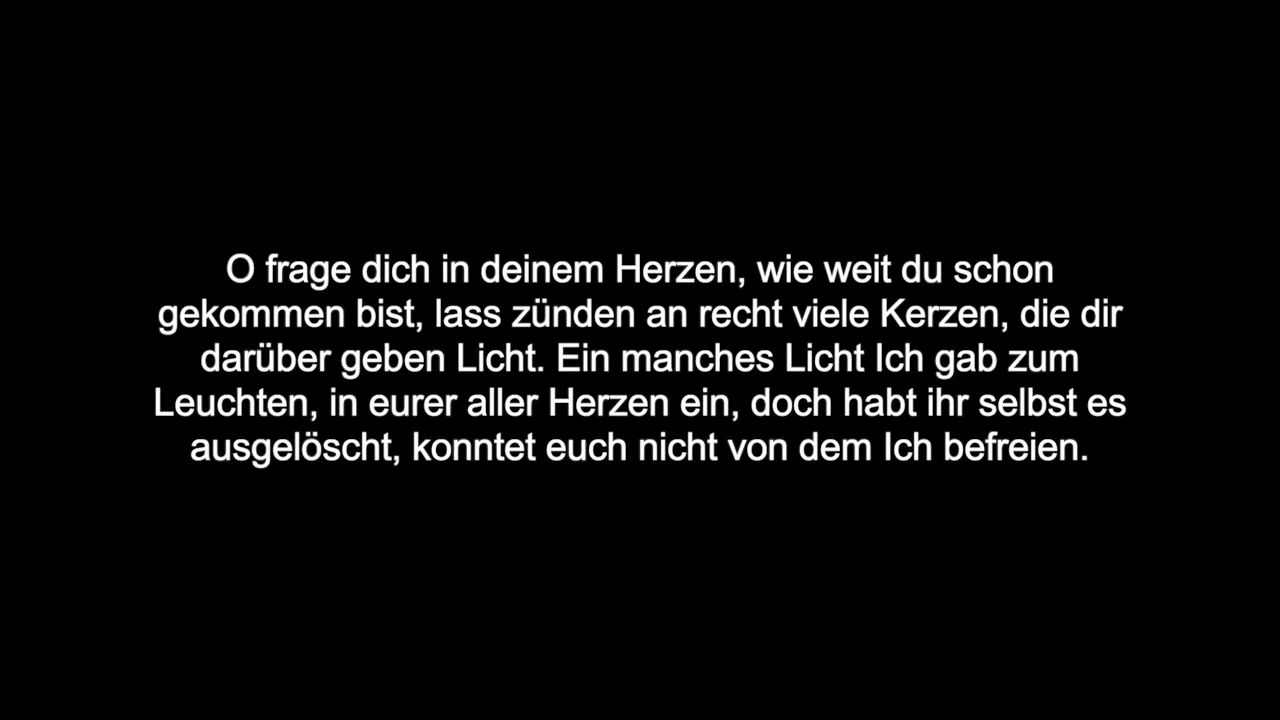 O frage dich in deinem Herzen, wie weit du schon
gekommen bist, lass zünden an recht viele Kerzen, die dir
darüber geben Licht. Ein manches Licht Ich gab zum
Leuchten, in eurer aller Herzen ein, doch habt ihr selbst es
ausgelöscht, konntet euch nicht von dem Ich befreien.